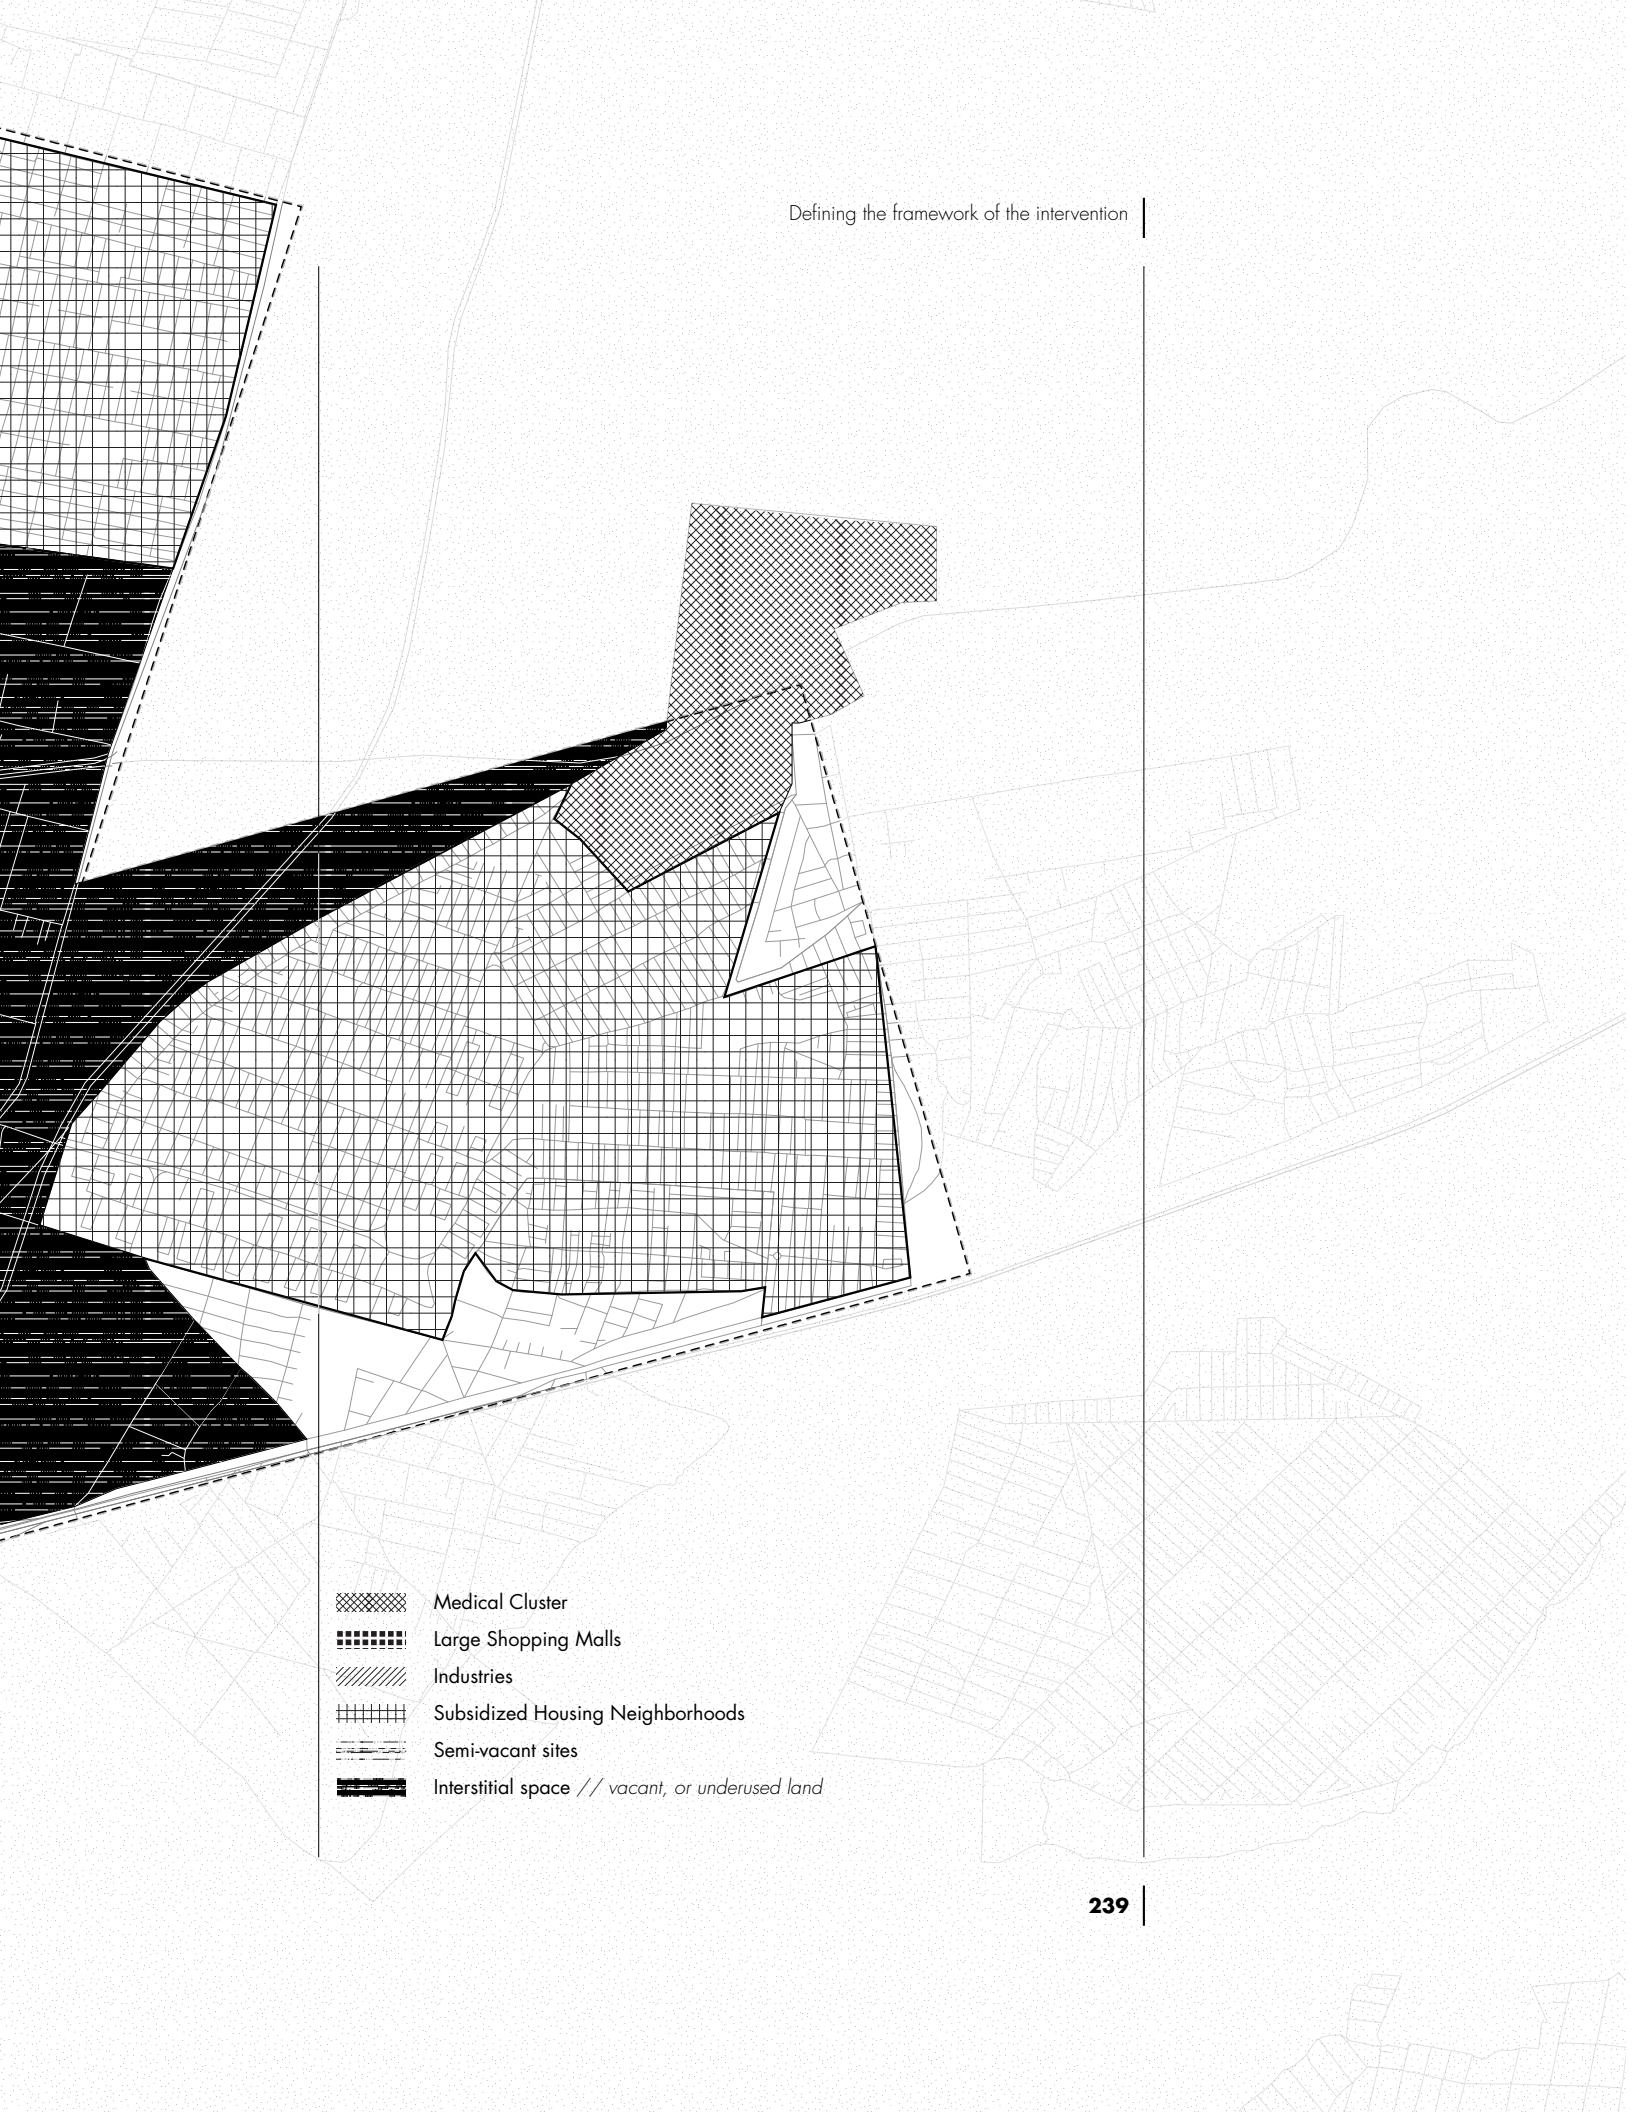 Defining the framework of the intervention
Medical Cluster
Large Shopping Malls
Industries
Subsidized Housing Neighborhoods
Semi-vacant sites
Interstitial space // vacant, or underused land
239